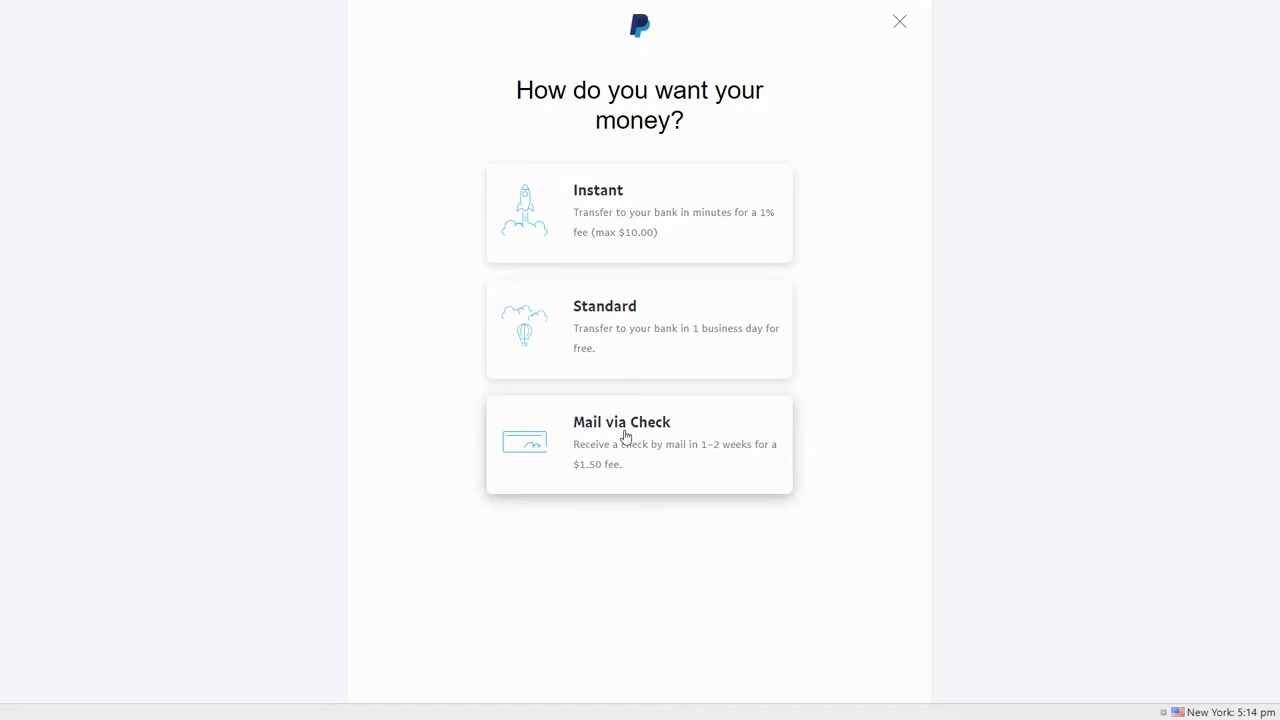 How do you want your
money?
Instant
Transfer to your bank in minutes for a 1%
fee (max $10.00)
Standard
Transfer to your bank in 1 business day for
free.
Mail via Check
Receive a check by mail in 1-2 weeks for a
$1.50 fee.
New York: 5:14 pm